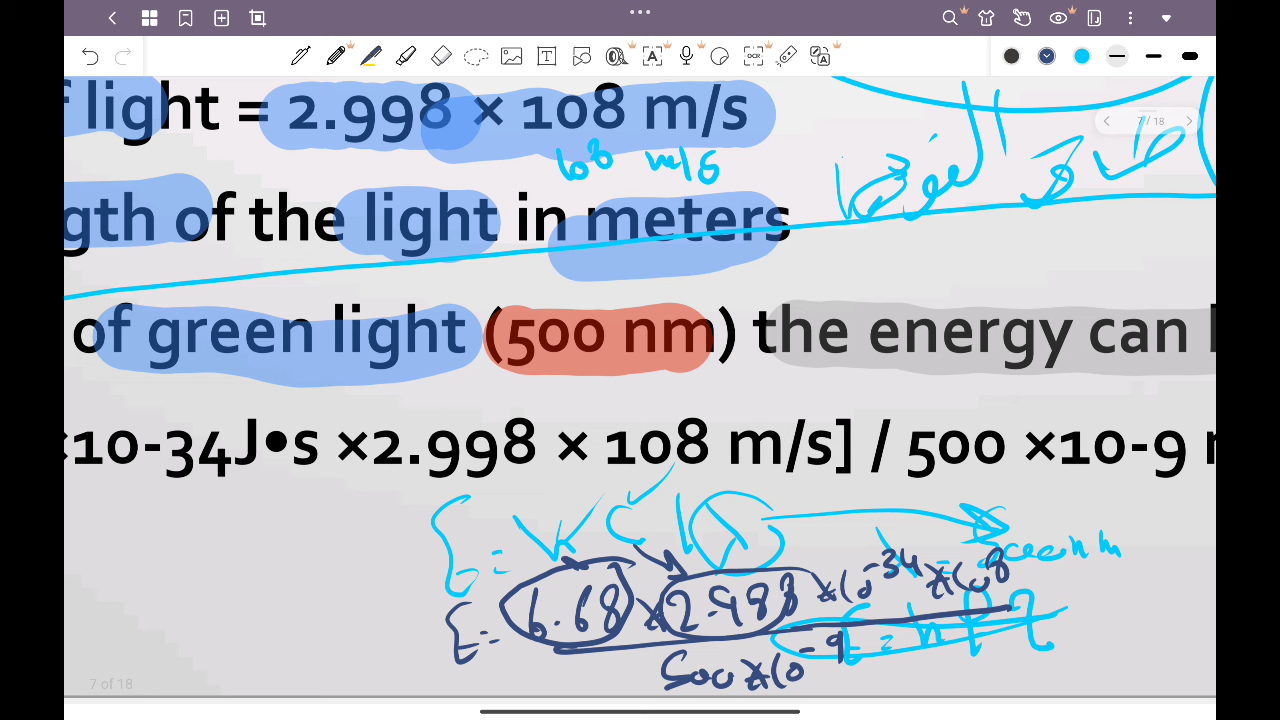 7 / 18
f light = 2.998 × 108 m/s
10⁸ m/s
gth of the light in meters
of green light (500 nm) the energy can
×10-34J•s ×2.998 × 108 m/s] / 500 ×10-9
E =
E = 6.68 × 2.998 × 10⁻³⁴ × 10⁸
500 × 10⁻⁹
7 of 18